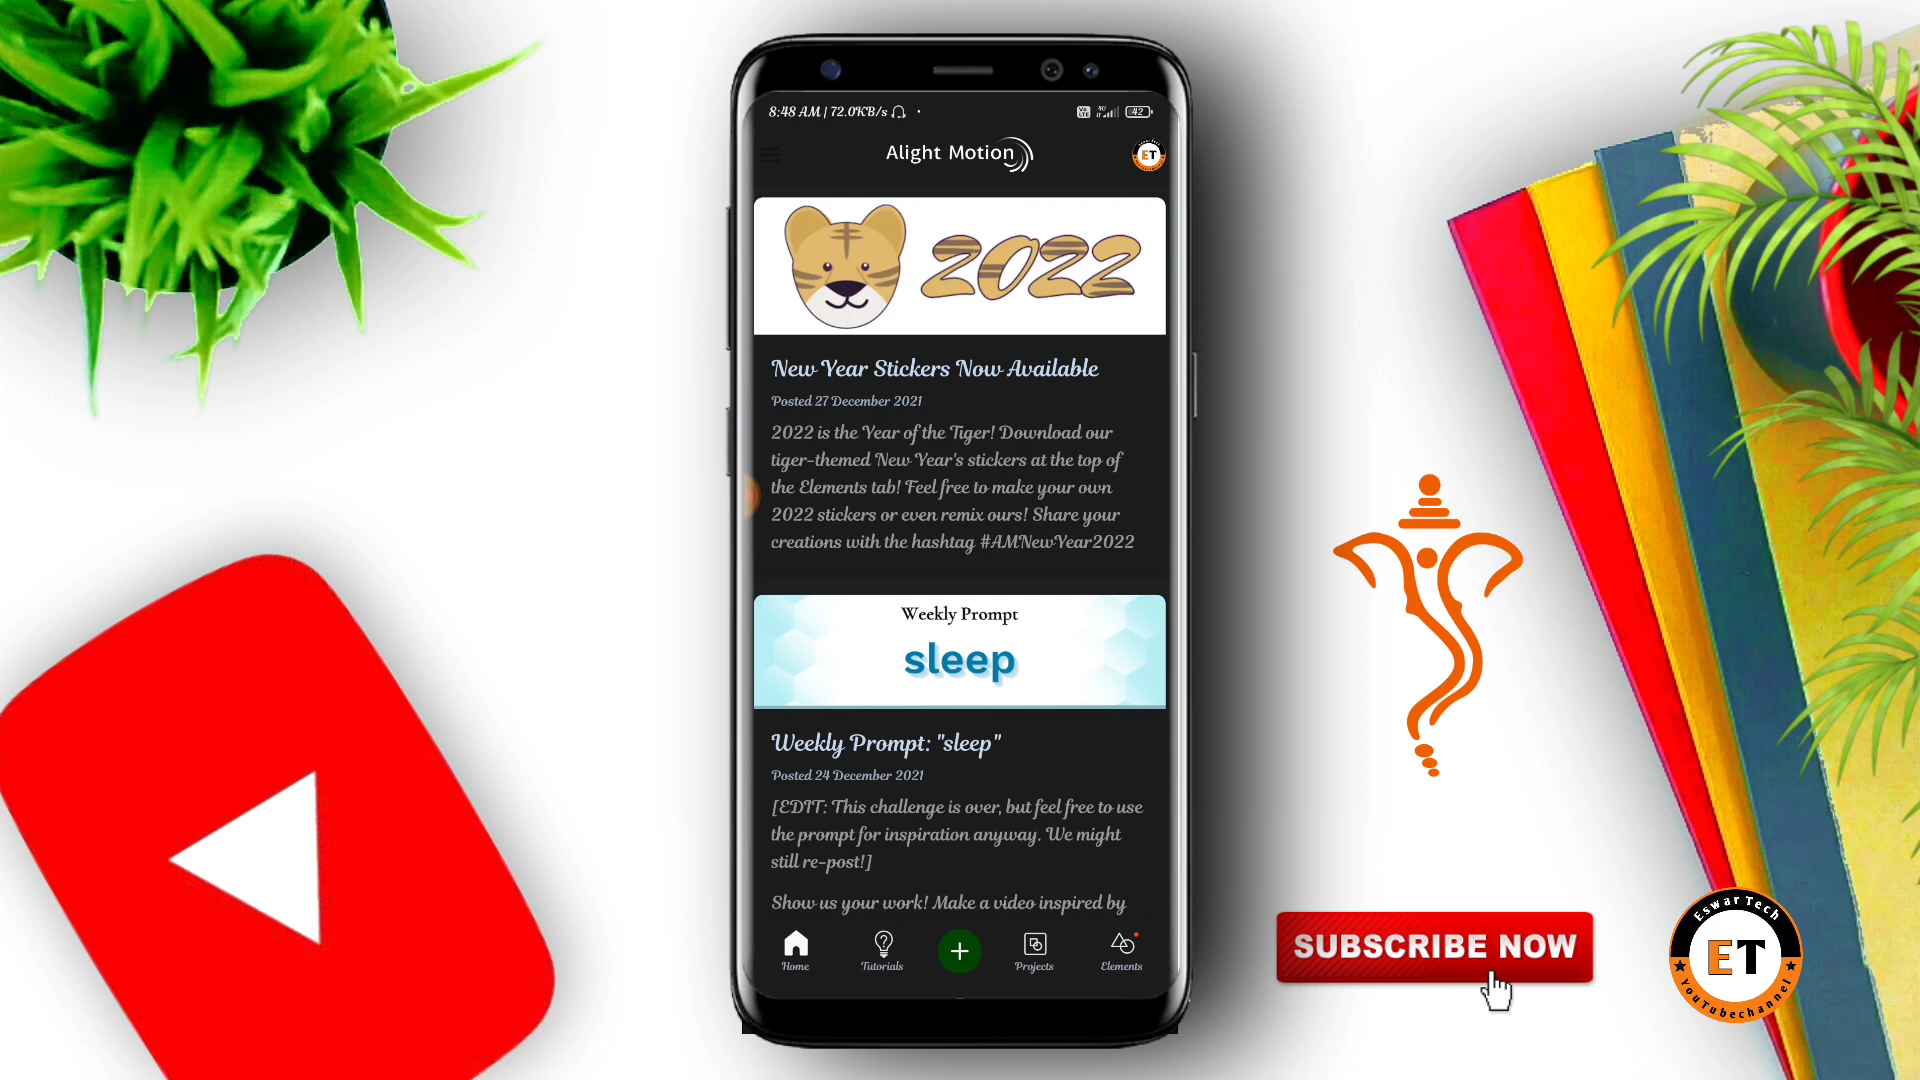 8:48 AM | 72.0KB/s
42
Alight Motion
ET
2022
New Year Stickers Now Available
Posted 27 December 2021
2022 is the Year of the Tiger! Download our
tiger-themed New Year's stickers at the top of
the Elements tab! Feel free to make your own
2022 stickers or even remix ours! Share your
creations with the hashtag #AMNewYear2022
Weekly Prompt
sleep
Weekly Prompt: "sleep"
Posted 24 December 2021
[EDIT: This challenge is over, but feel free to use
the prompt for inspiration anyway. We might
still re-post!]
Show us your work! Make a video inspired by
Home
Tutorials
Projects
Elements
SUBSCRIBE NOW
Eswar Tech
ET
YouTubechannel